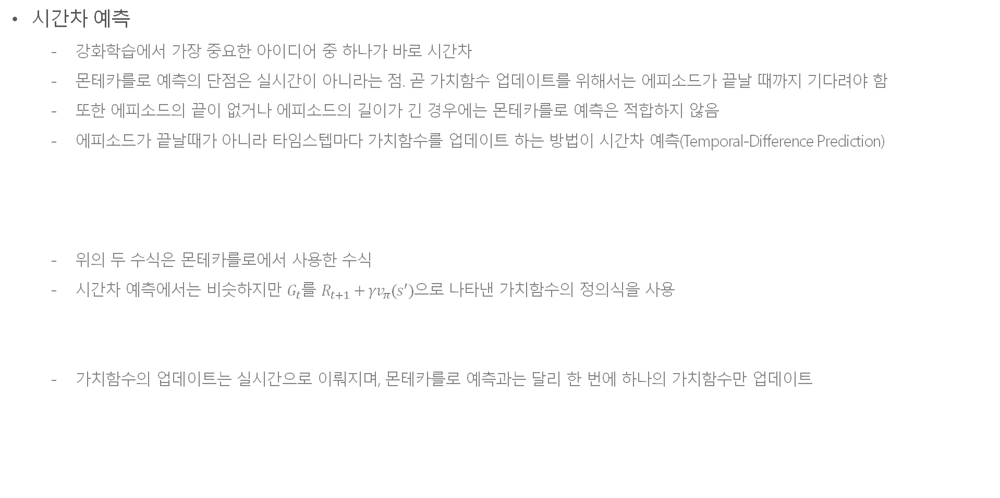 • 시간차 예측
- 강화학습에서 가장 중요한 아이디어 중 하나가 바로 시간차
- 몬테카를로 예측의 단점은 실시간이 아니라는 점. 곧 가치함수 업데이트를 위해서는 에피소드가 끝날 때까지 기다려야 함
- 또한 에피소드의 끝이 없거나 에피소드의 길이가 긴 경우에는 몬테카를로 예측은 적합하지 않음
- 에피소드가 끝날때가 아니라 타임스텝마다 가치함수를 업데이트 하는 방법이 시간차 예측(Temporal-Difference Prediction)
- 위의 두 수식은 몬테카를로에서 사용한 수식
- 시간차 예측에서는 비슷하지만 $G_t$를 $R_{t+1} + \gamma v_\pi(s')$으로 나타낸 가치함수의 정의식을 사용
- 가치함수의 업데이트는 실시간으로 이뤄지며, 몬테카를로 예측과는 달리 한 번에 하나의 가치함수만 업데이트